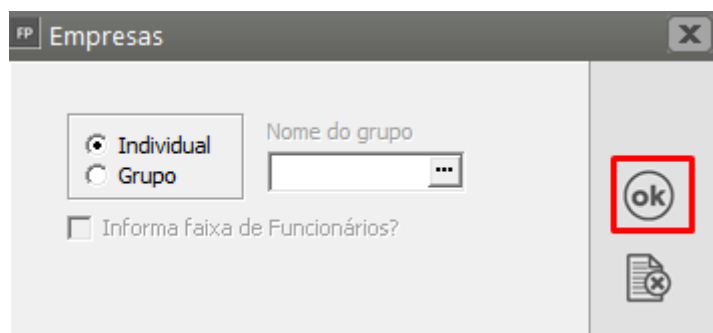 FP Empresas
Individual
Grupo
Nome do grupo
...
Informa faixa de Funcionários?
ok